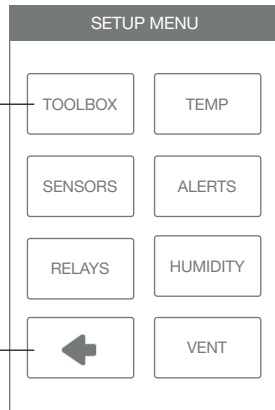 SETUP MENU
TOOLBOX TEMP
SENSORS ALERTS
RELAYS HUMIDITY
VENT